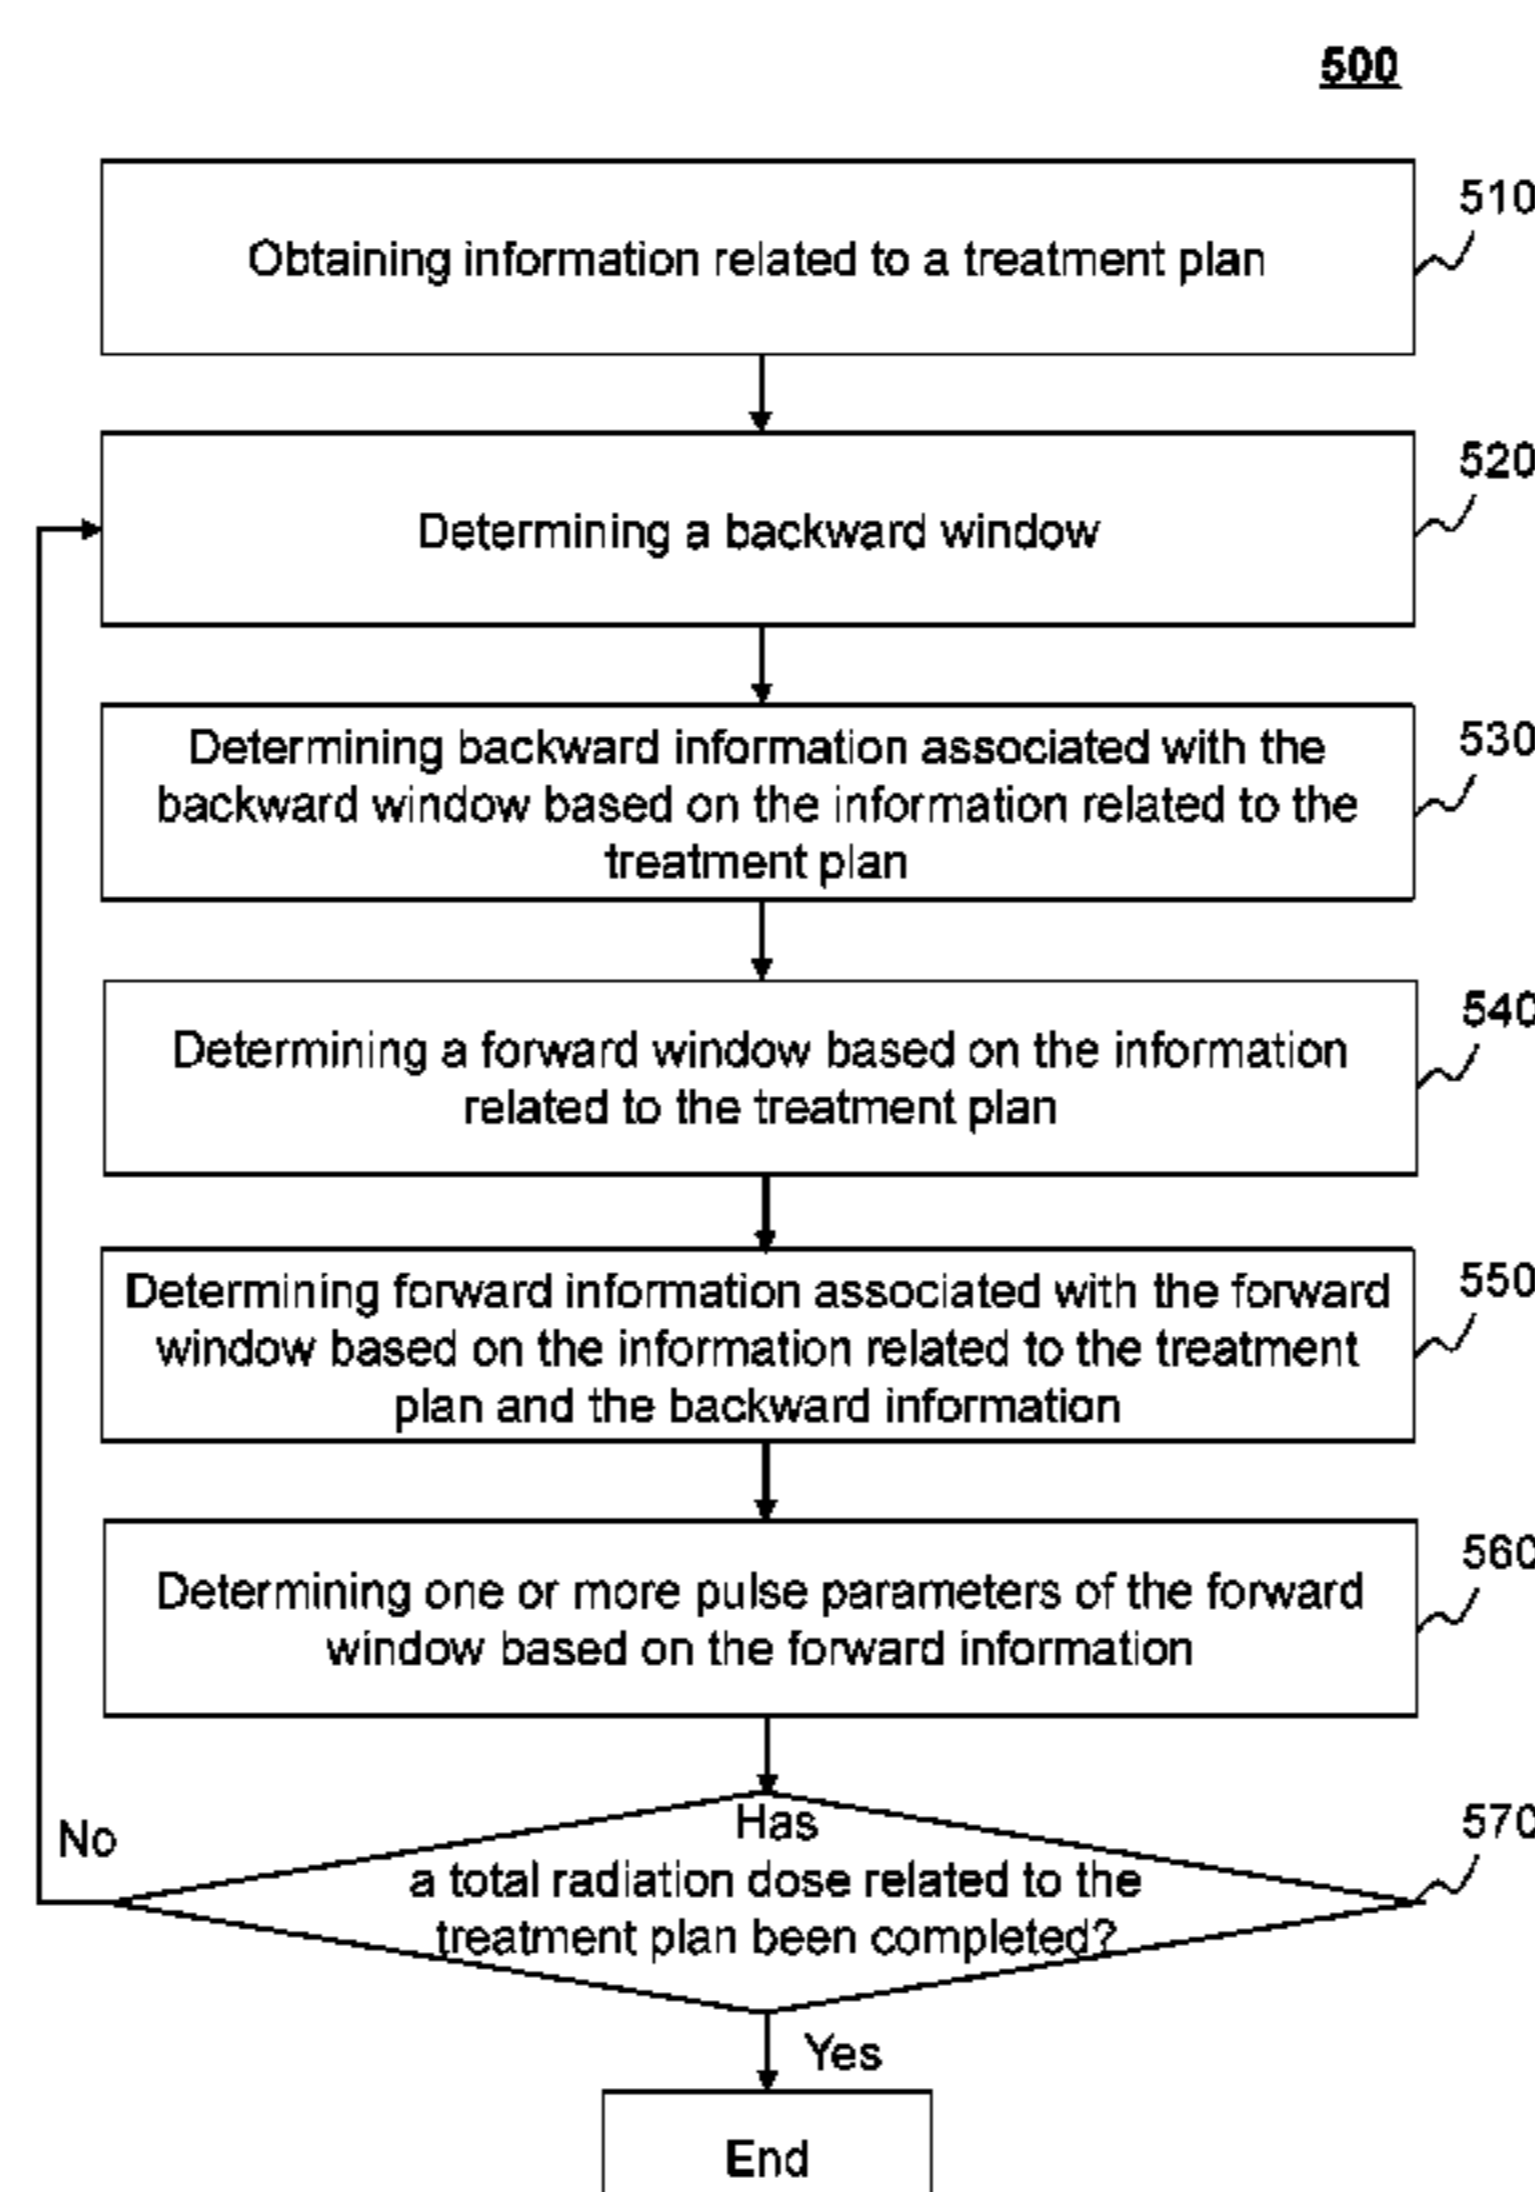 500
Obtaining information related to a treatment plan
510
Determining a backward window
520
Determining backward information associated with the
backward window based on the information related to the
treatment plan
530
Determining a forward window based on the information
related to the treatment plan
540
Determining forward information associated with the forward
window based on the information related to the treatment
plan and the backward information
550
Determining one or more pulse parameters of the forward
window based on the forward information
560
Has
a total radiation dose related to the
treatment plan been completed?
570
No
Yes
End